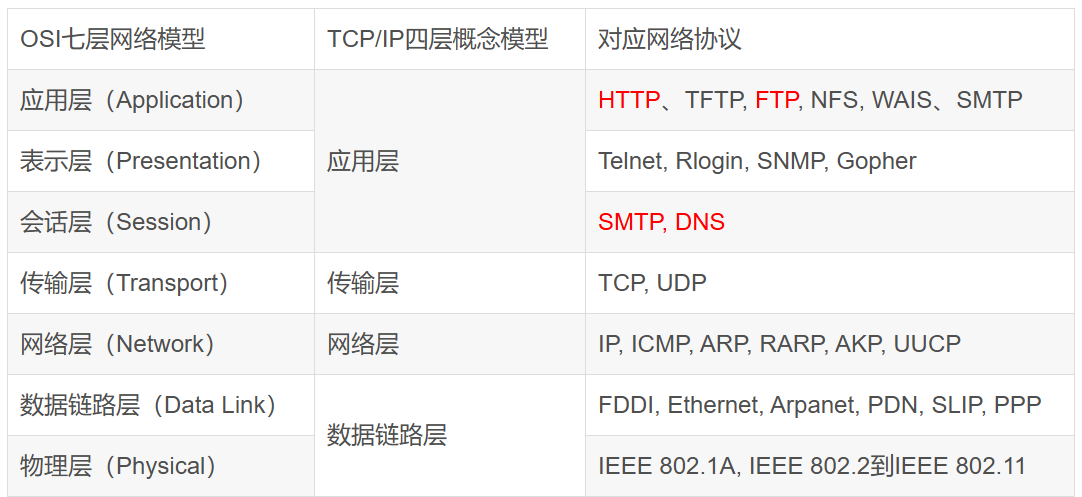 OSI七层网络模型 TCP/IP四层概念模型 对应网络协议
应用层（Application） HTTP、TFTP, FTP, NFS, WAIS、SMTP
表示层（Presentation） 应用层 Telnet, Rlogin, SNMP, Gopher
会话层（Session） SMTP, DNS
传输层（Transport） 传输层 TCP, UDP
网络层（Network） 网络层 IP, ICMP, ARP, RARP, AKP, UUCP
数据链路层（Data Link） FDDI, Ethernet, Arpanet, PDN, SLIP, PPP
数据链路层
物理层（Physical） IEEE 802.1A, IEEE 802.2到IEEE 802.11